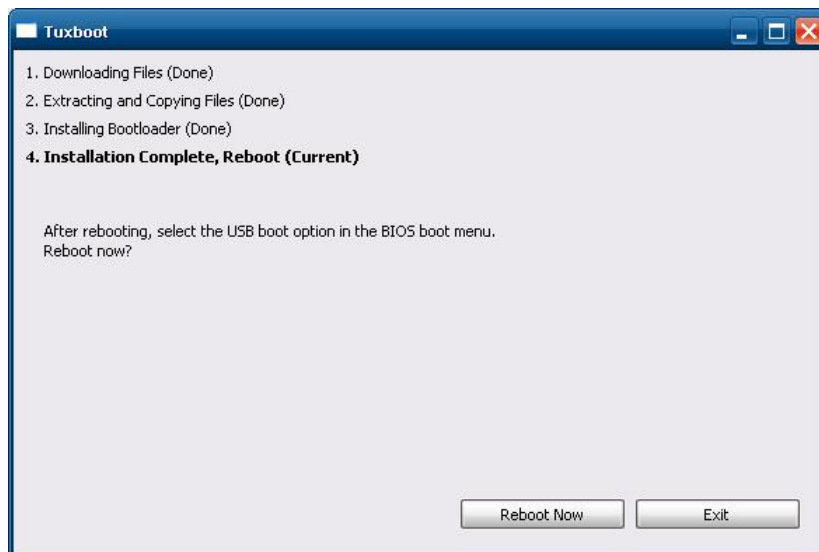 Tuxboot
1. Downloading Files (Done)
2. Extracting and Copying Files (Done)
3. Installing Bootloader (Done)
4. Installation Complete, Reboot (Current)
After rebooting, select the USB boot option in the BIOS boot menu.
Reboot now?
Reboot Now
Exit